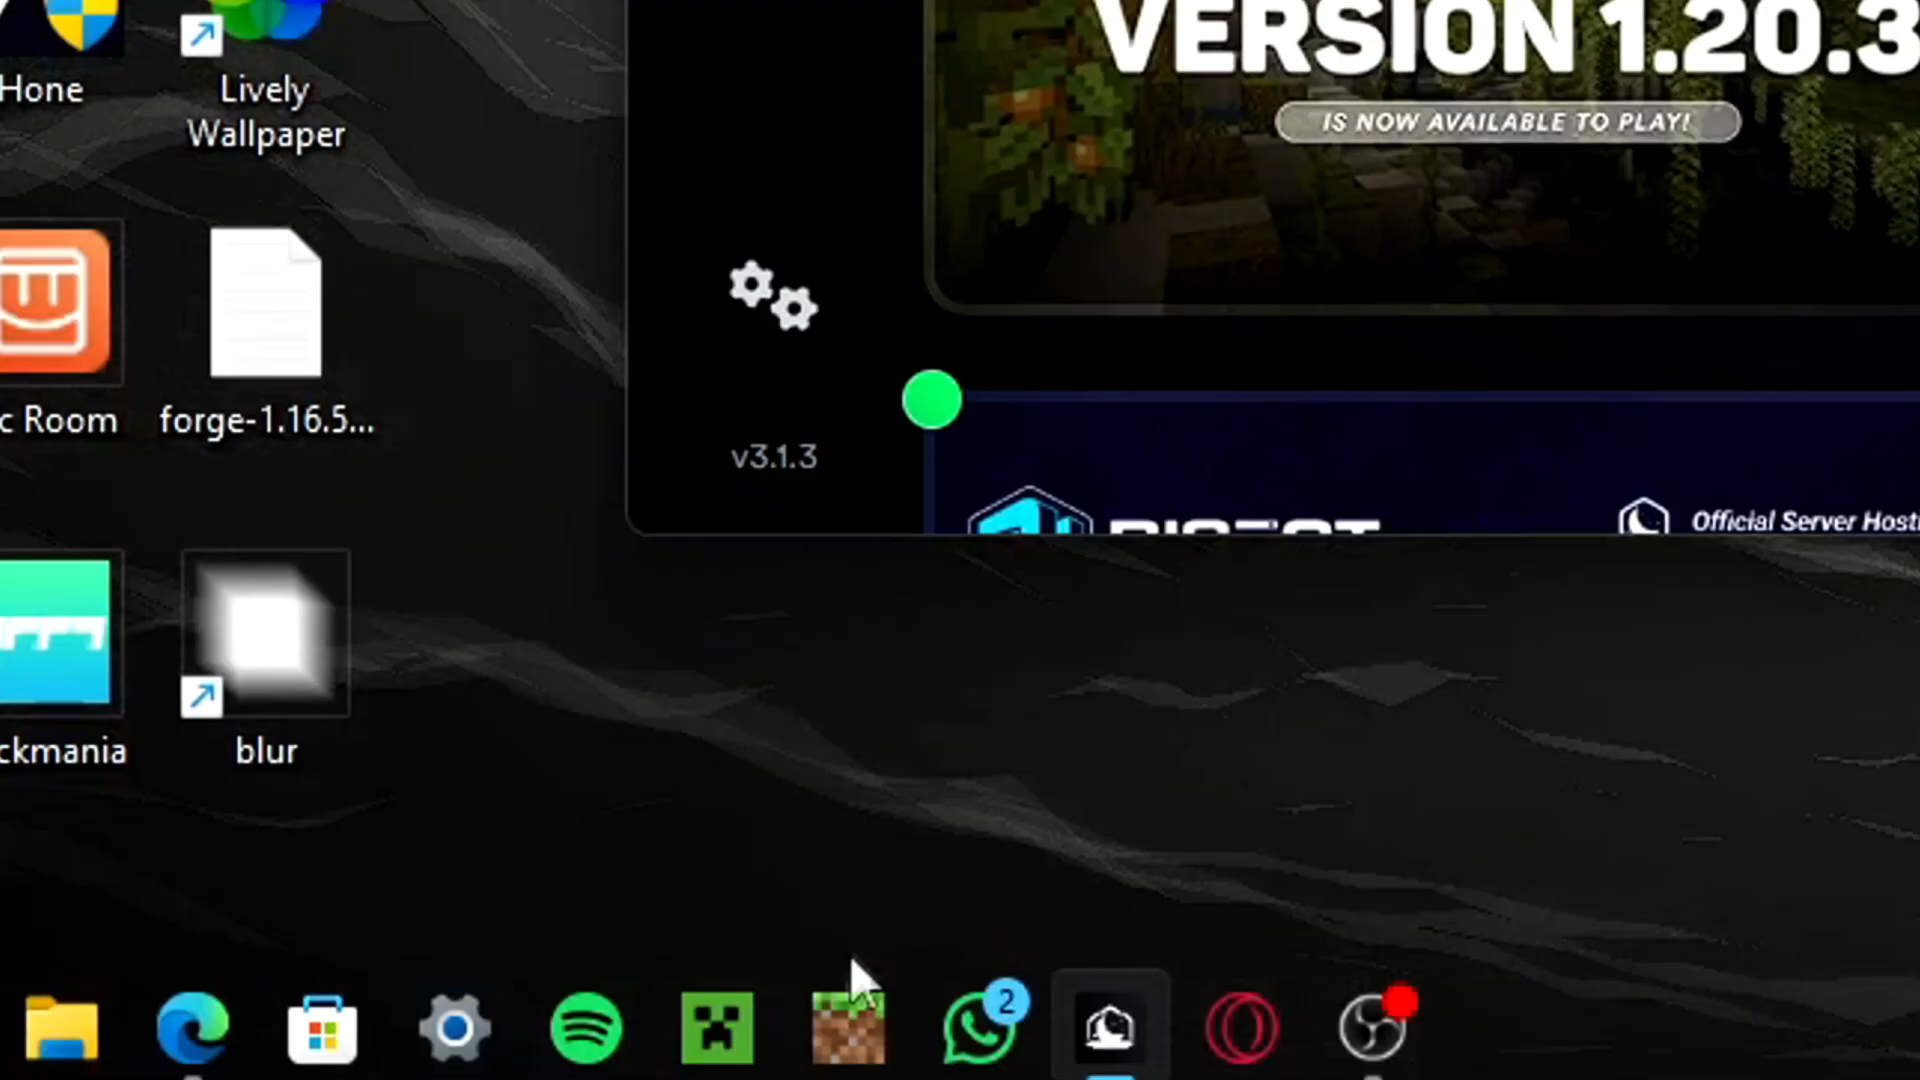 Hone
Lively
Wallpaper
VERSION 1.20.3
IS NOW AVAILABLE TO PLAY!
c Room
forge-1.16.5...
v3.1.3
Official Server Hosti
ckmania
blur
2